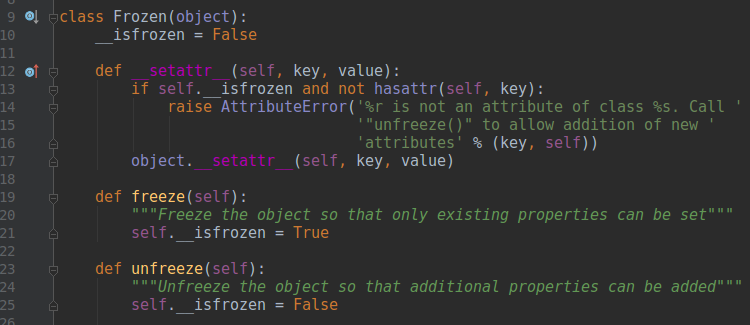 9 class Frozen(object):
10     __isfrozen = False
11
12     def __setattr__(self, key, value):
13         if self.__isfrozen and not hasattr(self, key):
14             raise AttributeError('%r is not an attribute of class %s. Call '
15                                  '"unfreeze()" to allow addition of new '
16                                  'attributes' % (key, self))
17         object.__setattr__(self, key, value)
18
19     def freeze(self):
20         """Freeze the object so that only existing properties can be set"""
21         self.__isfrozen = True
22
23     def unfreeze(self):
24         """Unfreeze the object so that additional properties can be added"""
25         self.__isfrozen = False